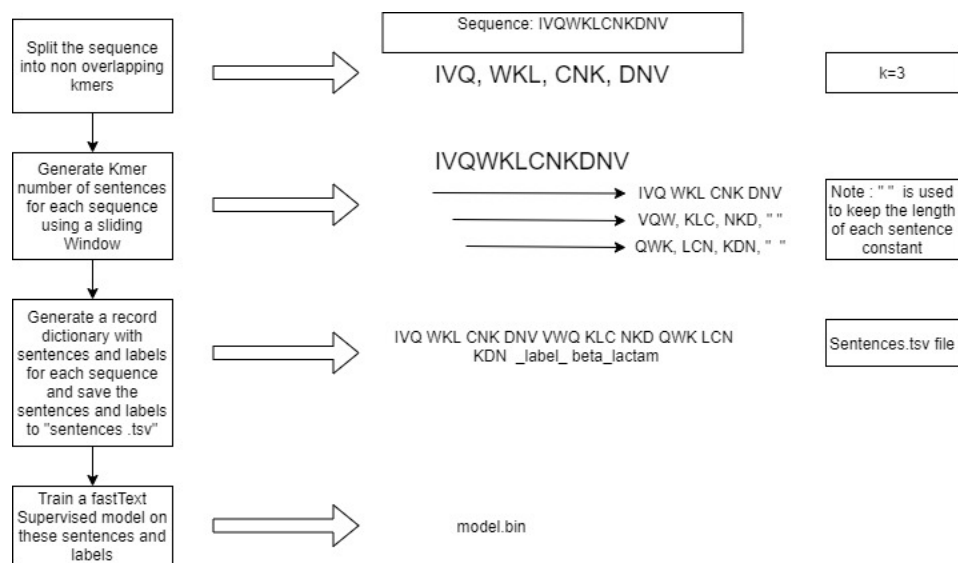 Split the sequence
into non overlapping
kmers
Sequence: IVQWKLCNKDNV
IVQ, WKL, CNK, DNV
k=3
Generate Kmer
number of sentences
for each sequence
using a sliding
Window
IVQWKLCNKDNV
IVQ WKL CNK DNV
VQW, KLC, NKD, " "
QWK, LCN, KDN, "  "
Note : " "  is used
to keep the length
of each sentence
constant
Generate a record
dictionary with
sentences and labels
for each sequence
and save the
sentences and labels
to "sentences .tsv"
IVQ WKL CNK DNV VWQ KLC NKD QWK LCN
KDN  _label_ beta_lactam
Sentences.tsv file
Train a fastText
Supervised model on
these sentences and
labels
model.bin